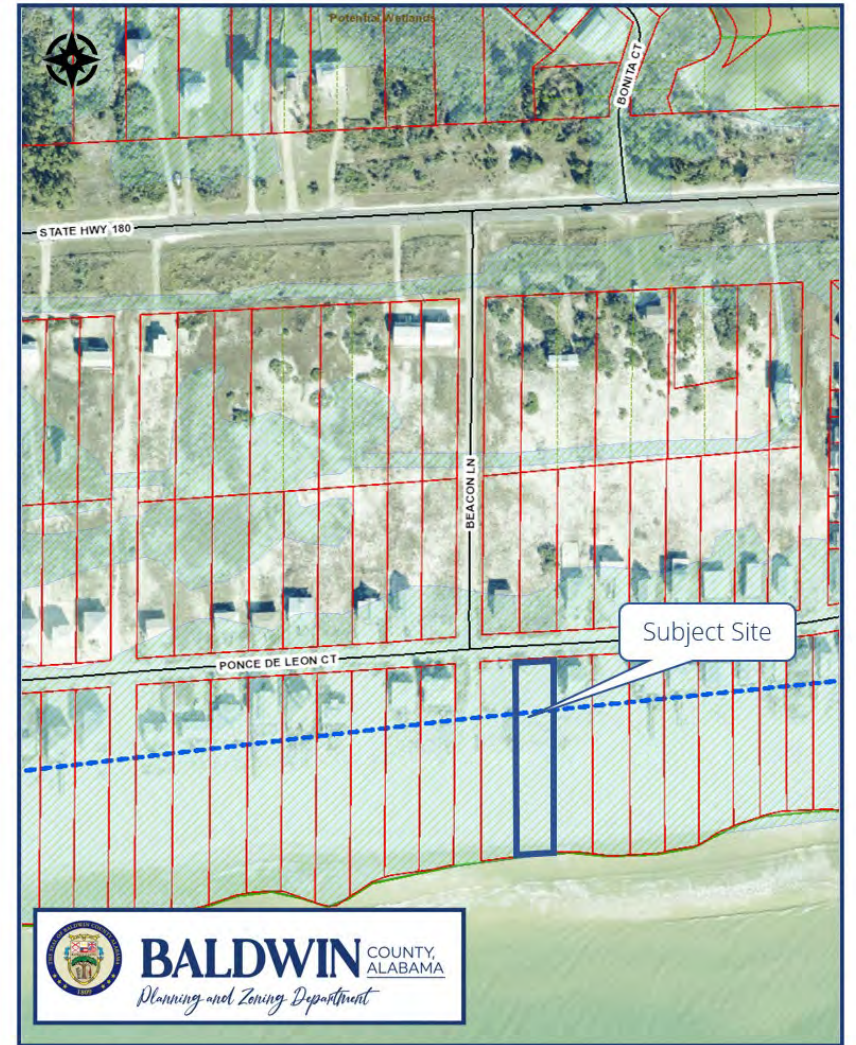 Potential Wetlands
BONITA CT
STATE HWY 180
BEACON LN
Subject Site
PONCE DE LEON CT
BALDWIN COUNTY,
ALABAMA
Planning and Zoning Department